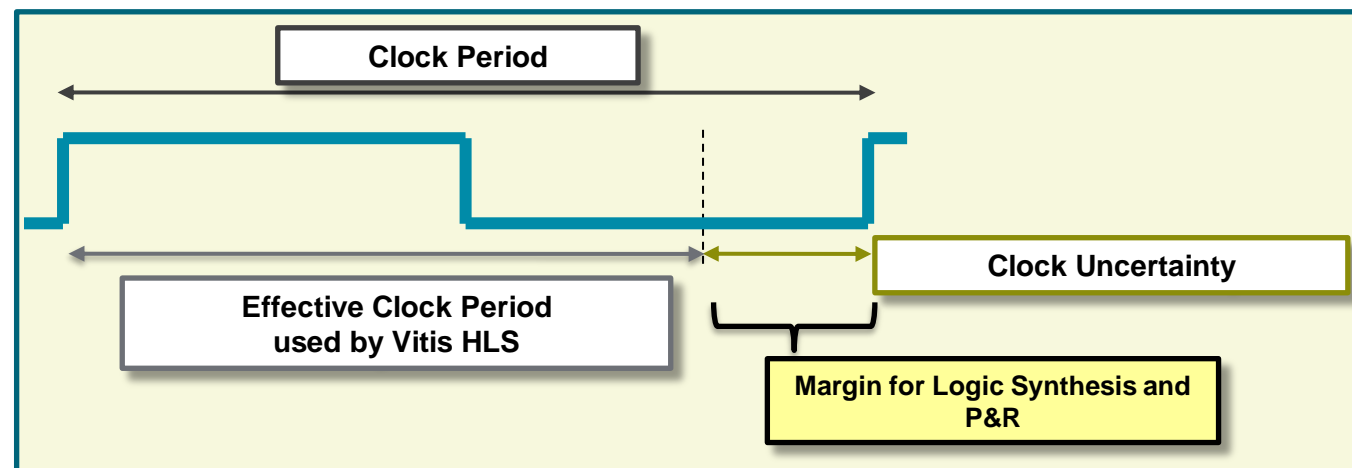 Clock Period
Clock Uncertainty
Effective Clock Period
used by Vitis HLS
Margin for Logic Synthesis and
P&R